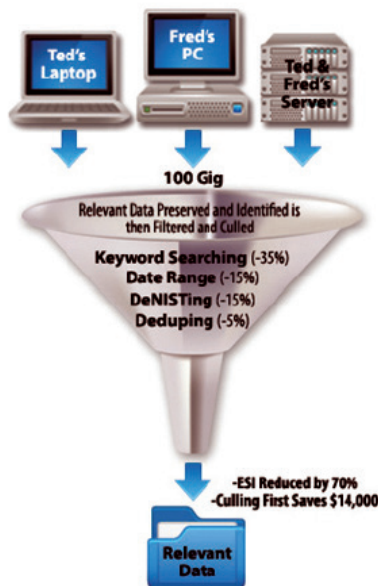 Ted's
Laptop
Fred's
PC
Ted &
Fred's
Server
100 Gig
Relevant Data Preserved and Identified is
then Filtered and Culled
Keyword Searching (-35%)
Date Range (-15%)
DeNISTing (-15%)
Deduping (-5%)
-ESI Reduced by 70%
-Culling First Saves $14,000
Relevant
Data